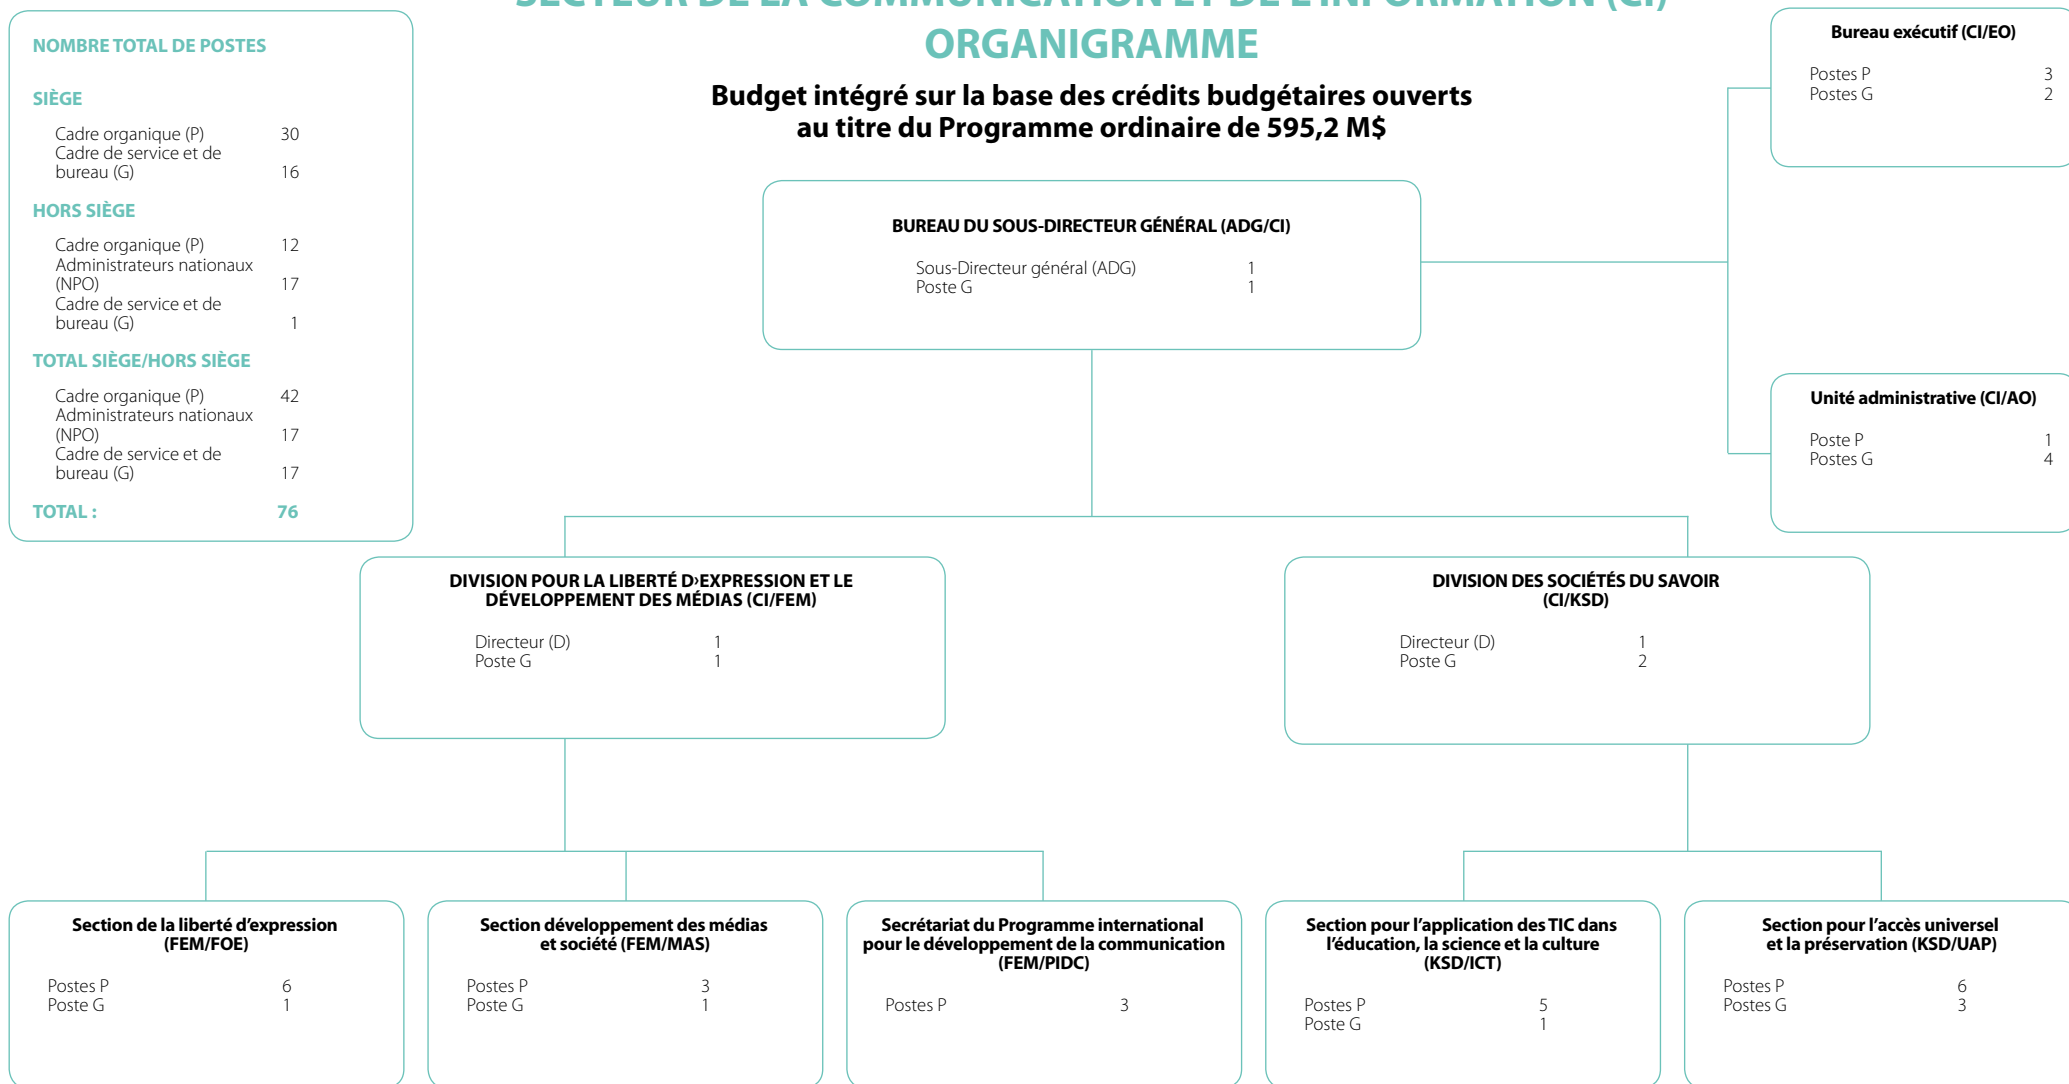 SECTEUR DE LA COMMUNICATION ET DE L'INFORMATION (CI)
ORGANIGRAMME
Budget intégré sur la base des crédits budgétaires ouverts
au titre du Programme ordinaire de 595,2 M$
NOMBRE TOTAL DE POSTES
SIÈGE
Cadre organique (P) 30
Cadre de service et de
bureau (G) 16
HORS SIÈGE
Cadre organique (P) 12
Administrateurs nationaux
(NPO) 17
Cadre de service et de
bureau (G) 1
TOTAL SIÈGE/HORS SIÈGE
Cadre organique (P) 42
Administrateurs nationaux
(NPO) 17
Cadre de service et de
bureau (G) 17
TOTAL : 76
BUREAU DU SOUS-DIRECTEUR GÉNÉRAL (ADG/CI)
Sous-Directeur général (ADG) 1
Poste G 1
Bureau exécutif (CI/EO)
Postes P 3
Postes G 2
Unité administrative (CI/AO)
Poste P 1
Postes G 4
DIVISION POUR LA LIBERTÉ D›EXPRESSION ET LE
DÉVELOPPEMENT DES MÉDIAS (CI/FEM)
Directeur (D) 1
Poste G 1
DIVISION DES SOCIÉTÉS DU SAVOIR
(CI/KSD)
Directeur (D) 1
Poste G 2
Section de la liberté d'expression
(FEM/FOE)
Postes P 6
Poste G 1
Section développement des médias
et société (FEM/MAS)
Postes P 3
Poste G 1
Secrétariat du Programme international
pour le développement de la communication
(FEM/PIDC)
Postes P 3
Section pour l'application des TIC dans
l'éducation, la science et la culture
(KSD/ICT)
Postes P 5
Poste G 1
Section pour l'accès universel
et la préservation (KSD/UAP)
Postes P 6
Postes G 3